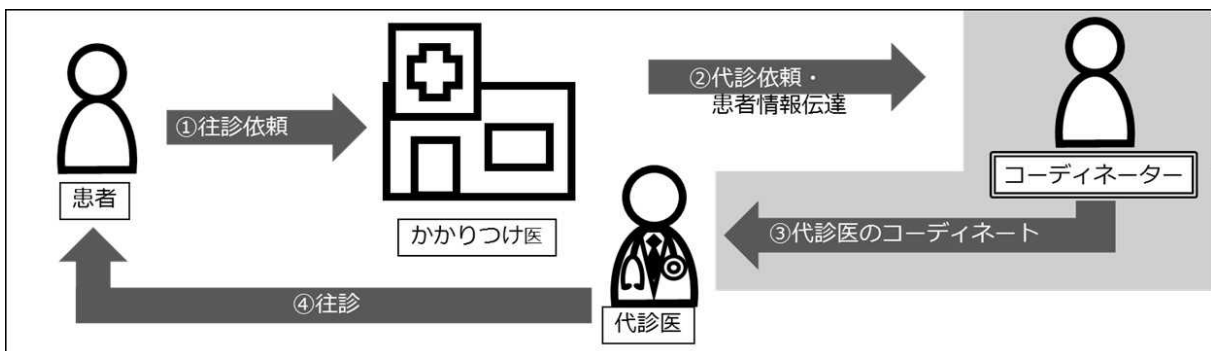 ①往診依頼
②代診依頼・
患者情報伝達
患者
かかりつけ医
コーディネーター
③代診医のコーディネート
④往診
代診医